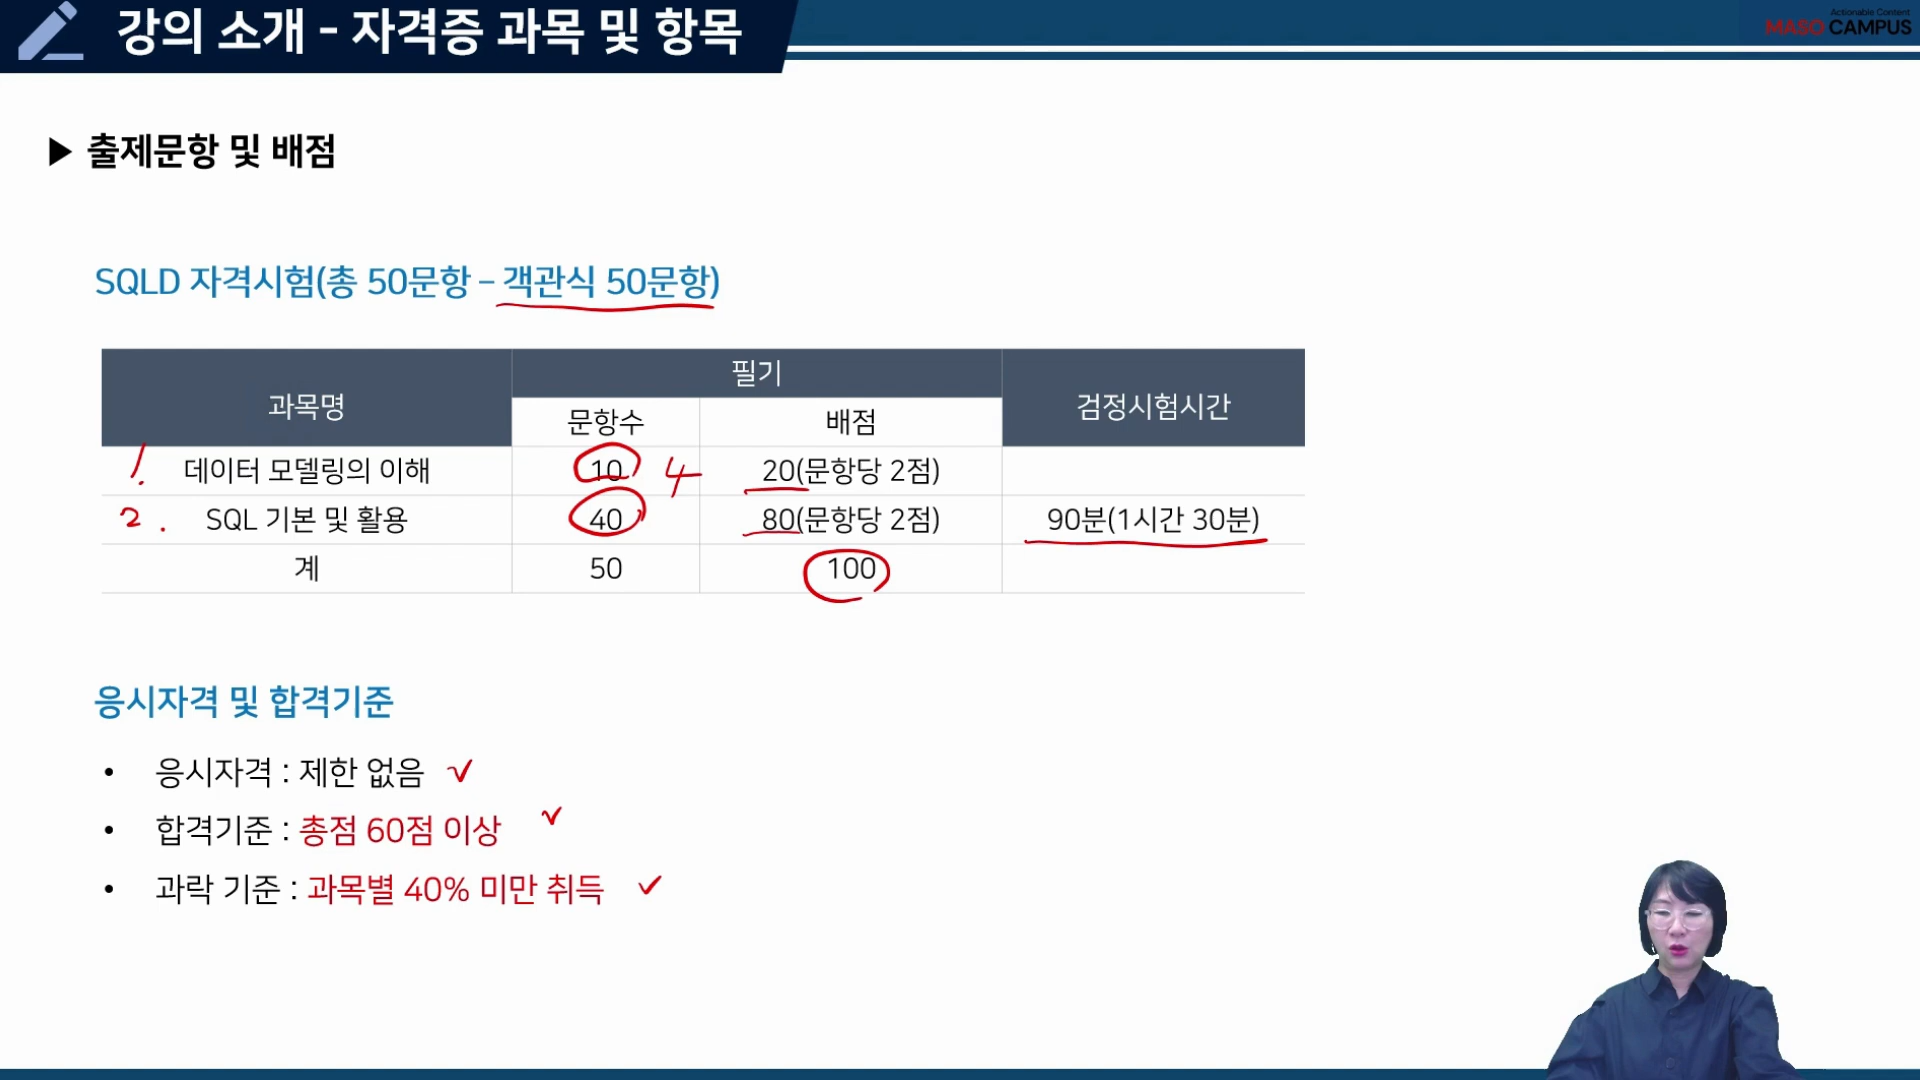 강의 소개 - 자격증 과목 및 항목
Actionable Content
MASO CAMPUS
▶ 출제문항 및 배점
SQLD 자격시험(총 50문항 – 객관식 50문항)
과목명 필기 검정시험시간
문항수 배점
1. 데이터 모델링의 이해 10 4 20(문항당 2점)
2. SQL 기본 및 활용 40 80(문항당 2점) 90분(1시간 30분)
계 50 100
응시자격 및 합격기준
• 응시자격 : 제한 없음 ✓
• 합격기준 : 총점 60점 이상 ✓
• 과락 기준 : 과목별 40% 미만 취득 ✓